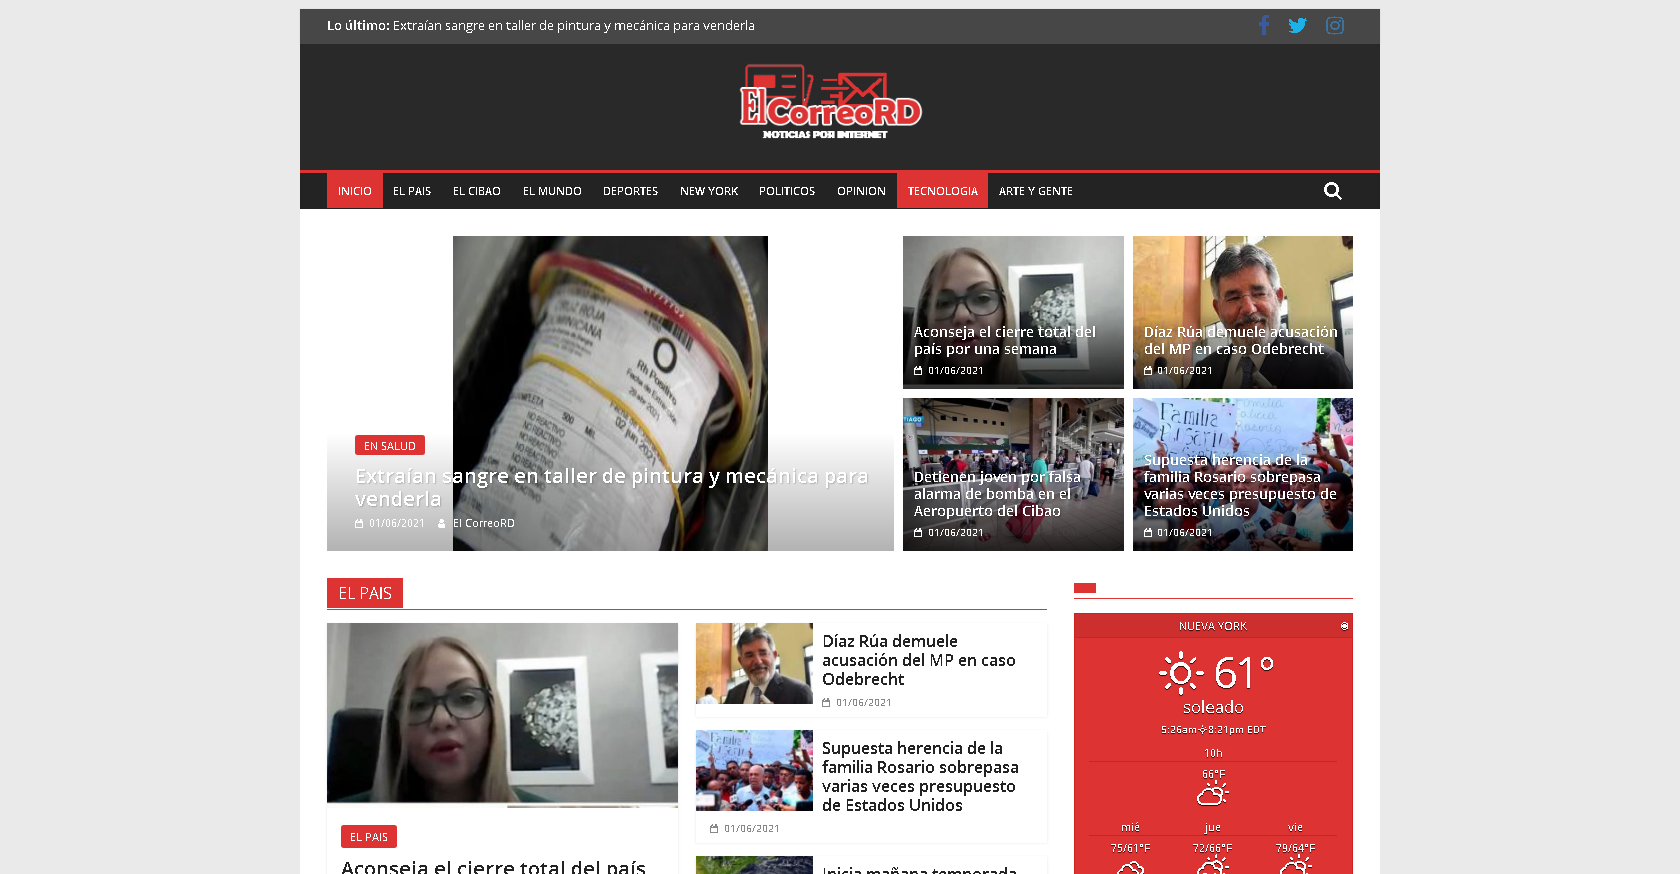 Lo último: Extraían sangre en taller de pintura y mecánica para venderla
El CorreoRD
NOTICIAS POR INTERNET
INICIO EL PAIS EL CIBAO EL MUNDO DEPORTES NEW YORK POLITICOS OPINION TECNOLOGIA ARTE Y GENTE
CRUZ ROJA
DOMINICANA
O
Rh Positivo
EN SALUD
Extraían sangre en taller de pintura y mecánica para
venderla
01/06/2021 El CorreoRD
Aconseja el cierre total del
país por una semana
01/06/2021
Díaz Rúa demuele acusación
del MP en caso Odebrecht
01/06/2021
Detienen joven por falsa
alarma de bomba en el
Aeropuerto del Cibao
01/06/2021
Familia
Supuesta herencia de la
familia Rosario sobrepasa
varias veces presupuesto de
Estados Unidos
01/06/2021
EL PAIS
EL PAIS
Aconseja el cierre total del país
Díaz Rúa demuele
acusación del MP en caso
Odebrecht
01/06/2021
Supuesta herencia de la
familia Rosario sobrepasa
varias veces presupuesto
de Estados Unidos
01/06/2021
Inicia mañana temporada
NUEVA YORK
61°
soleado
5:26am 8:21pm EDT
10h
66°F
mié jue vie
75/61°F 72/66°F 79/64°F